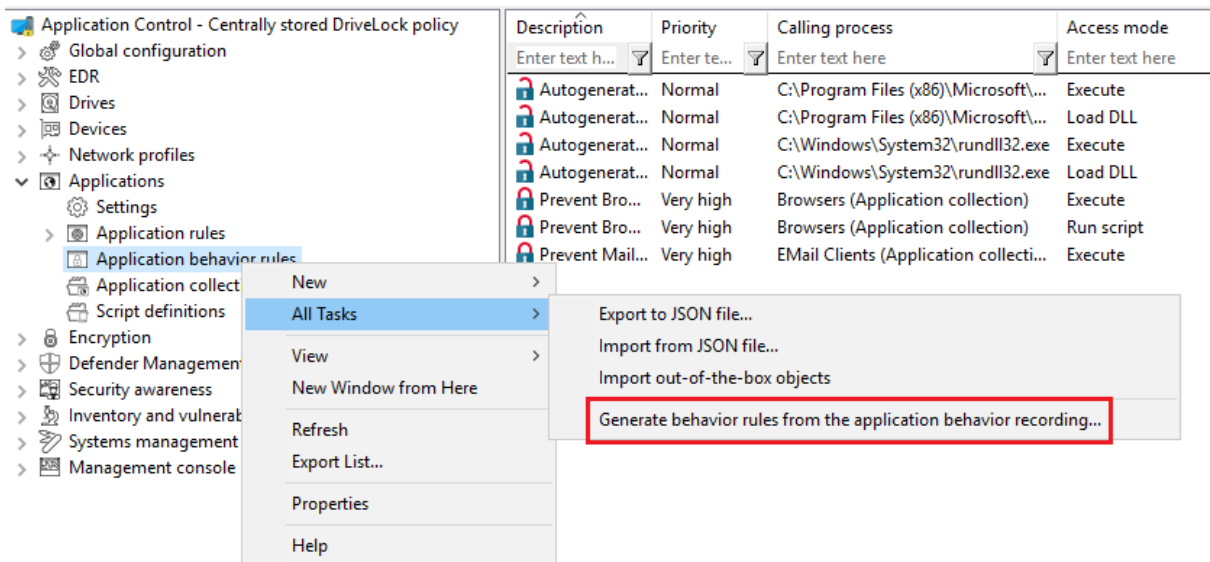 Application Control - Centrally stored DriveLock policy
Global configuration
EDR
Drives
Devices
Network profiles
Applications
Settings
Application rules
Application behavior rules
Application collect
Script definitions
Encryption
Defender Management
Security awareness
Inventory and vulnerab
Systems management
Management console
Description Priority Calling process Access mode
Enter text h... Enter te... Enter text here Enter text here
Autogenerat... Normal C:\Program Files (x86)\Microsoft\... Execute
Autogenerat... Normal C:\Program Files (x86)\Microsoft\... Load DLL
Autogenerat... Normal C:\Windows\System32\rundll32.exe Execute
Autogenerat... Normal C:\Windows\System32\rundll32.exe Load DLL
Prevent Bro... Very high Browsers (Application collection) Execute
Prevent Bro... Very high Browsers (Application collection) Run script
Prevent Mail... Very high EMail Clients (Application collecti... Execute
New
All Tasks
View
New Window from Here
Refresh
Export List...
Properties
Help
Export to JSON file...
Import from JSON file...
Import out-of-the-box objects
Generate behavior rules from the application behavior recording...